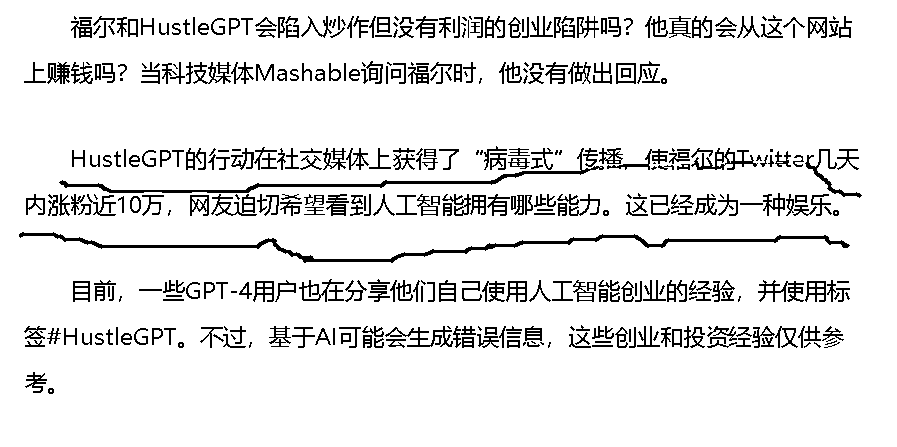 福尔和HustleGPT会陷入炒作但没有利润的创业陷阱吗？他真的会从这个网站
上赚钱吗？当科技媒体Mashable询问福尔时，他没有做出回应。
HustleGPT的行动在社交媒体上获得了“病毒式”传播，使福尔的Twitter几天
内涨粉近10万，网友迫切希望看到人工智能拥有哪些能力。这已经成为一种娱乐。
目前，一些GPT-4用户也在分享他们自己使用人工智能创业的经验，并使用标
签#HustleGPT。不过，基于AI可能会生成错误信息，这些创业和投资经验仅供参
考。